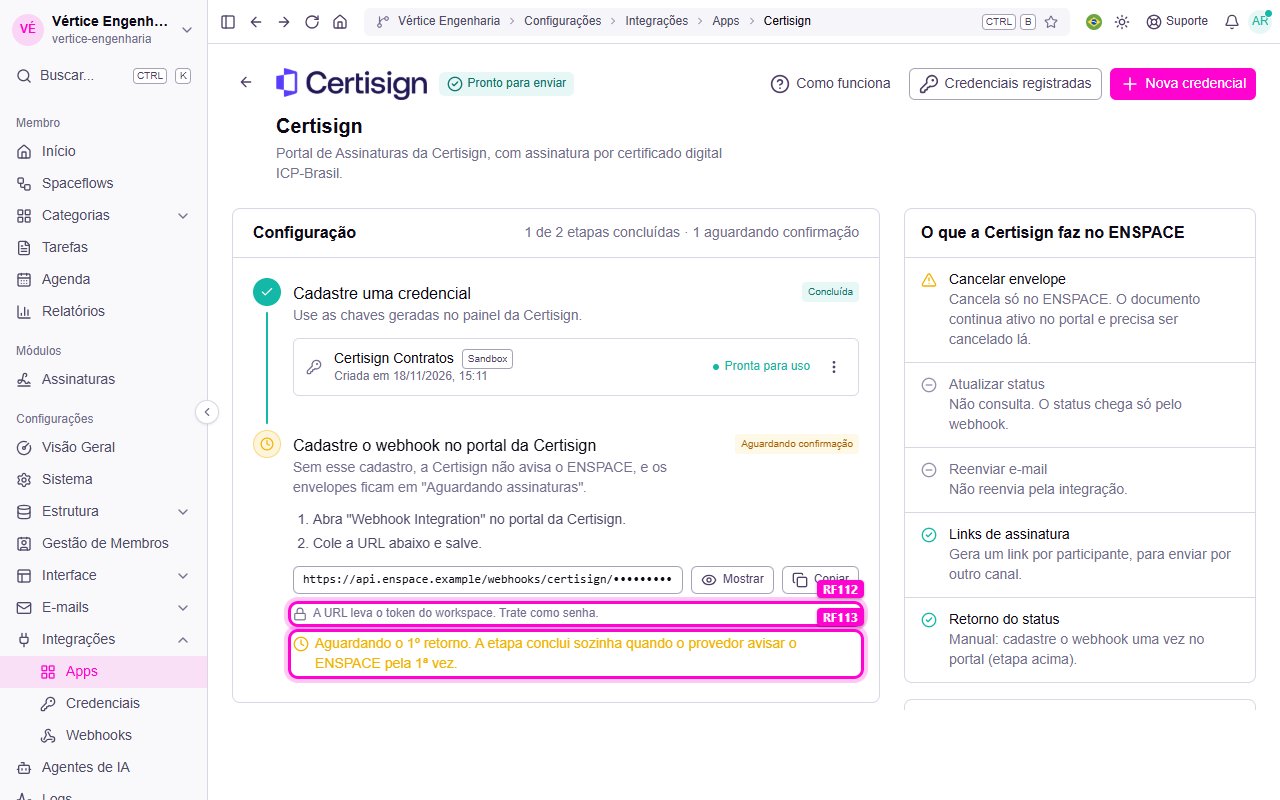 VÉ
Vértice Engenh...
vertice-engenharia
Buscar...
CTRL K
Membro
Início
Spaceflows
Categorias
Tarefas
Agenda
Relatórios
Módulos
Assinaturas
Configurações
Visão Geral
Sistema
Estrutura
Gestão de Membros
Interface
E-mails
Integrações
Apps
Credenciais
Webhooks
Agentes de IA
Logs
Vértice Engenharia > Configurações > Integrações > Apps > Certisign
CTRL B
Suporte
AR
Certisign
Pronto para enviar
Como funciona
Credenciais registradas
Nova credencial
Certisign
Portal de Assinaturas da Certisign, com assinatura por certificado digital
ICP-Brasil.
Configuração
1 de 2 etapas concluídas · 1 aguardando confirmação
Cadastre uma credencial
Concluída
Use as chaves geradas no painel da Certisign.
Certisign Contratos
Sandbox
Criada em 18/11/2026, 15:11
Pronta para uso
Cadastre o webhook no portal da Certisign
Aguardando confirmação
Sem esse cadastro, a Certisign não avisa o ENSPACE, e os
envelopes ficam em "Aguardando assinaturas".
1. Abra "Webhook Integration" no portal da Certisign.
2. Cole a URL abaixo e salve.
https://api.enspace.example/webhooks/certisign/•••••••••
Mostrar
Copiar
RF112
A URL leva o token do workspace. Trate como senha.
RF113
Aguardando o 1º retorno. A etapa conclui sozinha quando o provedor avisar o
ENSPACE pela 1ª vez.
O que a Certisign faz no ENSPACE
Cancelar envelope
Cancela só no ENSPACE. O documento
continua ativo no portal e precisa ser
cancelado lá.
Atualizar status
Não consulta. O status chega só pelo
webhook.
Reenviar e-mail
Não reenvia pela integração.
Links de assinatura
Gera um link por participante, para enviar por
outro canal.
Retorno do status
Manual: cadastre o webhook uma vez no
portal (etapa acima).